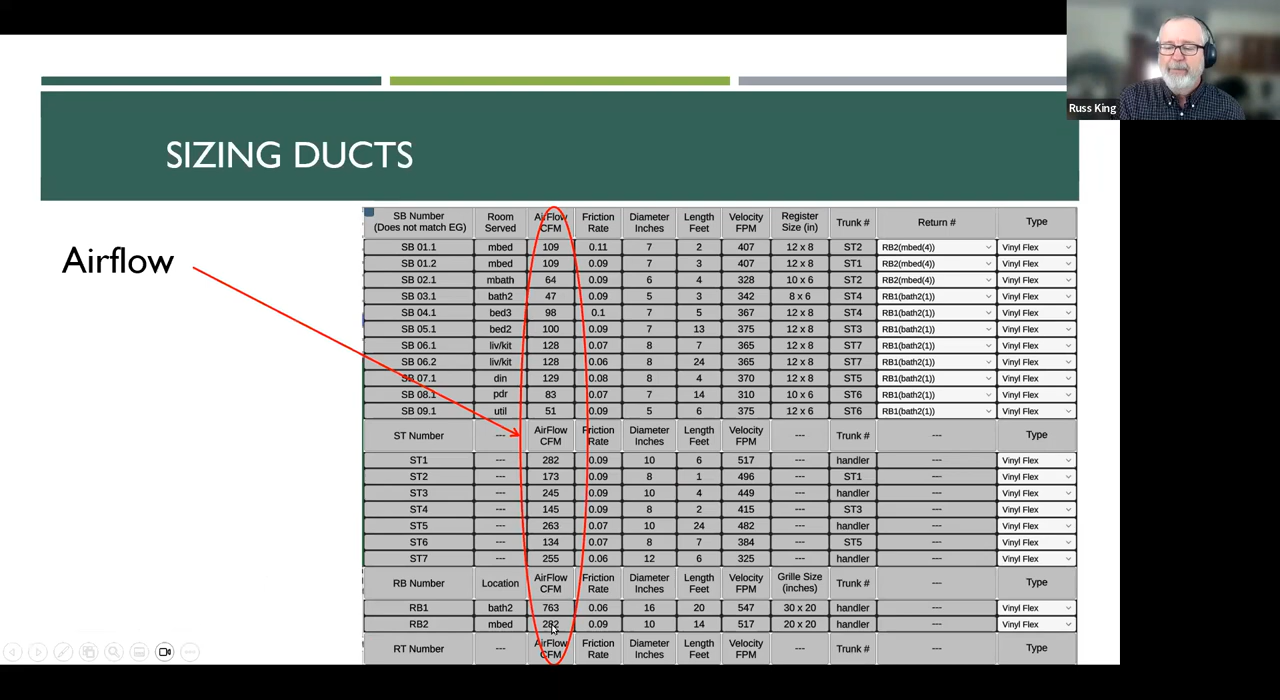 Russ King
SIZING DUCTS
Airflow
SB Number (Does not match EG) Room Served AirFlow CFM Friction Rate Diameter Inches Length Feet Velocity FPM Register Size (in) Trunk # Return # Type
SB 01.1 mbed 109 0.11 7 2 407 12 x 8 ST2 RB2(mbed(4)) Vinyl Flex
SB 01.2 mbed 109 0.09 7 3 407 12 x 8 ST1 RB2(mbed(4)) Vinyl Flex
SB 02.1 mbath 64 0.09 6 4 328 10 x 6 ST2 RB2(mbed(4)) Vinyl Flex
SB 03.1 bath2 47 0.09 5 3 342 8 x 6 ST4 RB1(bath2(1)) Vinyl Flex
SB 04.1 bed3 98 0.1 7 5 367 12 x 8 ST4 RB1(bath2(1)) Vinyl Flex
SB 05.1 bed2 100 0.09 7 13 375 12 x 8 ST3 RB1(bath2(1)) Vinyl Flex
SB 06.1 liv/kit 128 0.07 8 7 365 12 x 8 ST7 RB1(bath2(1)) Vinyl Flex
SB 06.2 liv/kit 128 0.06 8 24 365 12 x 8 ST7 RB1(bath2(1)) Vinyl Flex
SB 07.1 din 129 0.08 8 4 370 12 x 8 ST5 RB1(bath2(1)) Vinyl Flex
SB 08.1 pdr 83 0.07 7 14 310 10 x 6 ST6 RB1(bath2(1)) Vinyl Flex
SB 09.1 util 51 0.09 5 6 375 12 x 6 ST6 RB1(bath2(1)) Vinyl Flex
ST Number --- AirFlow CFM Friction Rate Diameter Inches Length Feet Velocity FPM --- Trunk # --- Type
ST1 --- 282 0.09 10 6 517 --- handler --- Vinyl Flex
ST2 --- 173 0.09 8 1 496 --- ST1 --- Vinyl Flex
ST3 --- 245 0.09 10 4 449 --- handler --- Vinyl Flex
ST4 --- 145 0.09 8 2 415 --- ST3 --- Vinyl Flex
ST5 --- 263 0.07 10 24 482 --- handler --- Vinyl Flex
ST6 --- 134 0.07 8 7 384 --- ST5 --- Vinyl Flex
ST7 --- 255 0.06 12 6 325 --- handler --- Vinyl Flex
RB Number Location AirFlow CFM Friction Rate Diameter Inches Length Feet Velocity FPM Grille Size (inches) Trunk # --- Type
RB1 bath2 763 0.06 16 20 547 30 x 20 handler --- Vinyl Flex
RB2 mbed 282 0.09 10 14 517 20 x 20 handler --- Vinyl Flex
RT Number --- AirFlow CFM Friction Rate Diameter Inches Length Feet Velocity FPM --- Trunk # --- Type